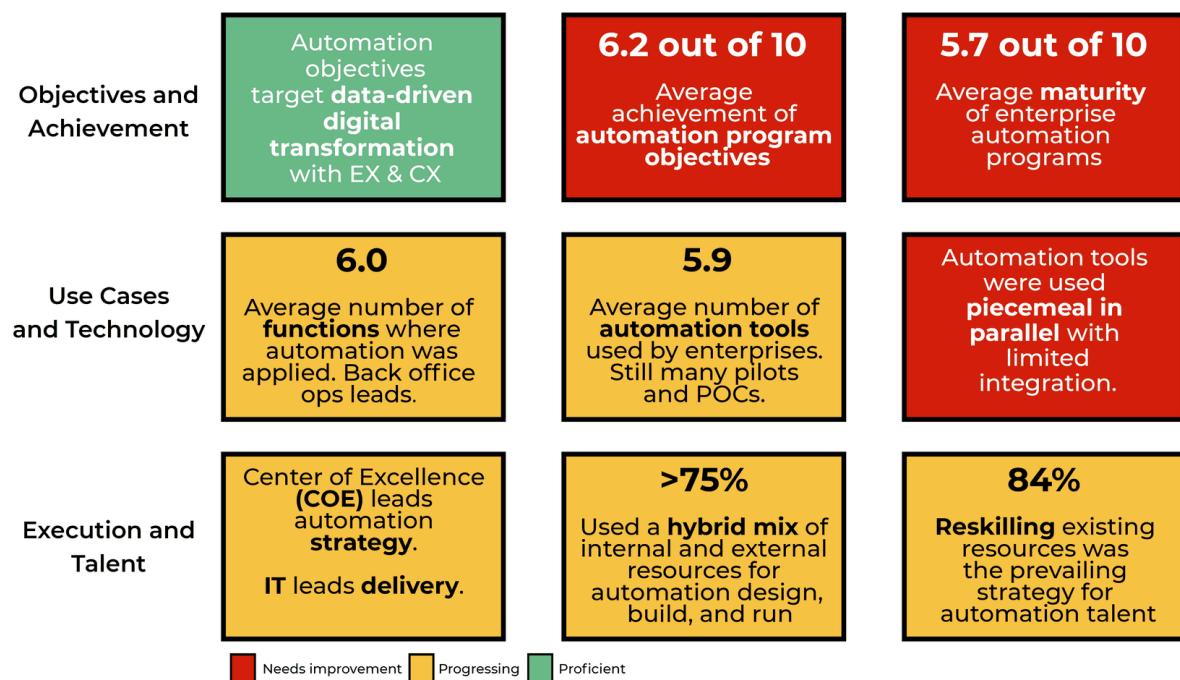 Objectives and
Achievement
Automation
objectives
target data-driven
digital
transformation
with EX & CX
6.2 out of 10
Average
achievement of
automation program
objectives
5.7 out of 10
Average maturity
of enterprise
automation
programs
Use Cases
and Technology
6.0
Average number of
functions where
automation was
applied. Back office
ops leads.
5.9
Average number of
automation tools
used by enterprises.
Still many pilots
and POCs.
Automation tools
were used
piecemeal in
parallel with
limited
integration.
Execution and
Talent
Center of Excellence
(COE) leads
automation
strategy.
IT leads delivery.
>75%
Used a hybrid mix of
internal and external
resources for
automation design,
build, and run
84%
Reskilling existing
resources was
the prevailing
strategy for
automation talent
Needs improvement
Progressing
Proficient